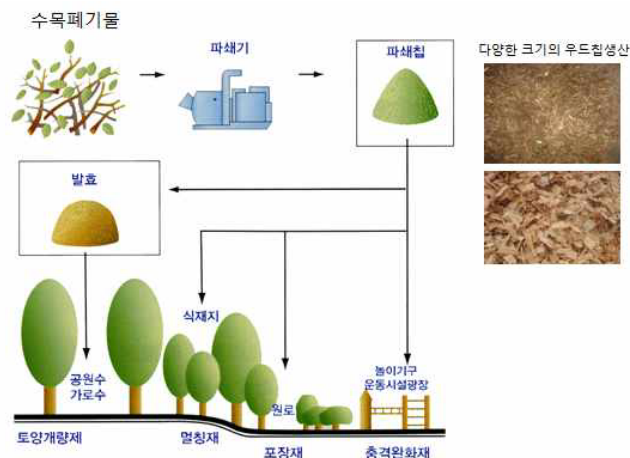 수목폐기물
파쇄기
파쇄칩
다양한 크기의 우드칩생산
발효
식재지
공원수
가로수
원로
놀이기구
운동시설광장
토양개량제
멀칭재
포장재
충격완화재